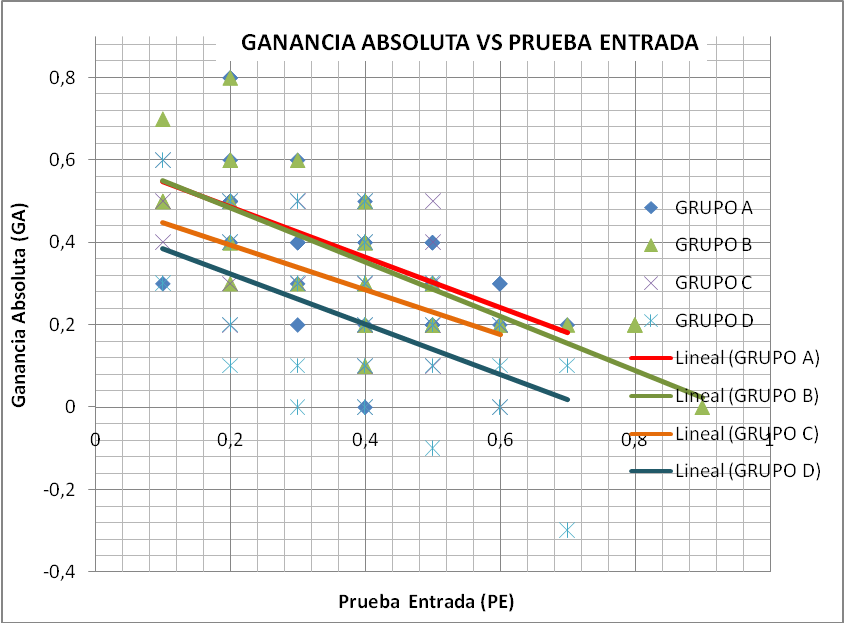 GANANCIA ABSOLUTA VS PRUEBA ENTRADA
0,8
0,6
0,4
0,2
0
-0,2
-0,4
0
0,2
0,4
0,6
0,8
1
Ganancia Absoluta (GA)
Prueba Entrada (PE)
GRUPO A
GRUPO B
GRUPO C
GRUPO D
Lineal (GRUPO A)
Lineal (GRUPO B)
Lineal (GRUPO C)
Lineal (GRUPO D)